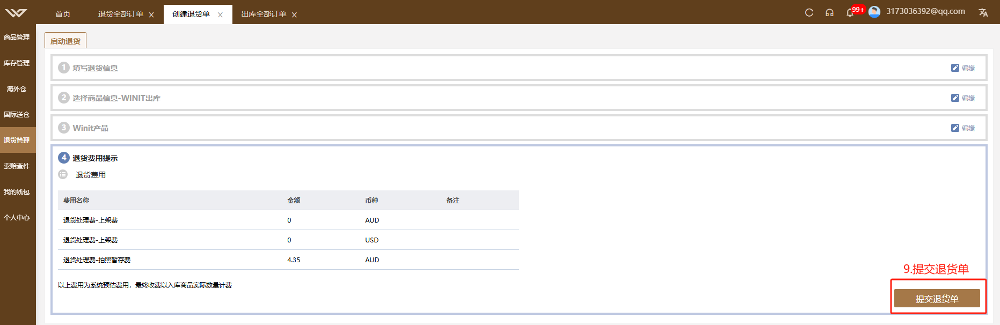 首页 退货全部订单 X 创建退货单 X 出库全部订单 X 99+ 3173036392@qq.com
商品管理
库存管理
海外仓
国际送仓
退货管理
索赔查件
我的钱包
个人中心
启动退货
1 填写退货信息 编辑
2 选择商品信息-WINIT出库 编辑
3 Winit产品 编辑
4 退货费用提示
退货费用
费用名称 金额 币种 备注
退货处理费-上架费 0 AUD
退货处理费-上架费 0 USD
退货处理费-拍照暂存费 4.35 AUD
以上费用为系统预估费用，最终收费以入库商品实际数量计费
9.提交退货单
提交退货单